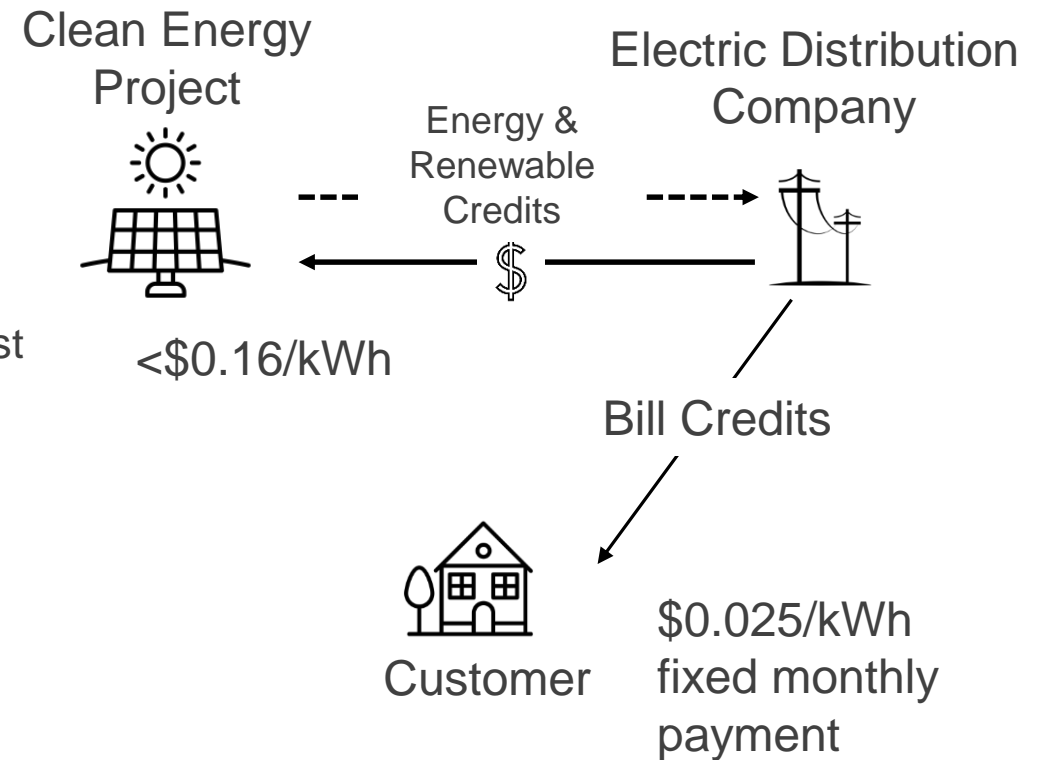 Clean Energy
Project
Electric Distribution
Company
Energy &
Renewable
Credits
$
st
<$0.16/kWh
Bill Credits
Customer
$0.025/kWh
fixed monthly
payment